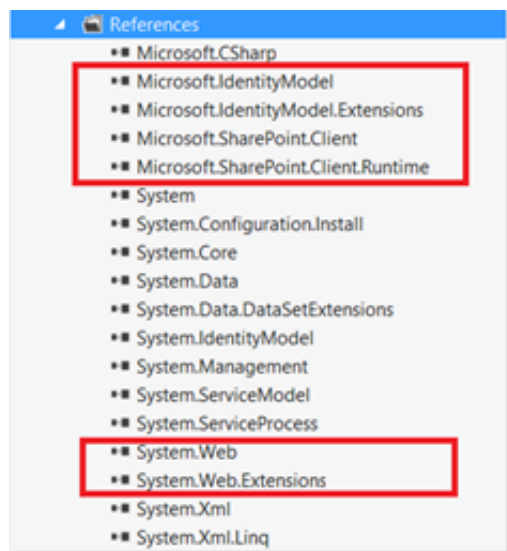 References
Microsoft.CSharp
Microsoft.IdentityModel
Microsoft.IdentityModel.Extensions
Microsoft.SharePoint.Client
Microsoft.SharePoint.Client.Runtime
System
System.Configuration.Install
System.Core
System.Data
System.Data.DataSetExtensions
System.IdentityModel
System.Management
System.ServiceModel
System.ServiceProcess
System.Web
System.Web.Extensions
System.Xml
System.Xml.Linq